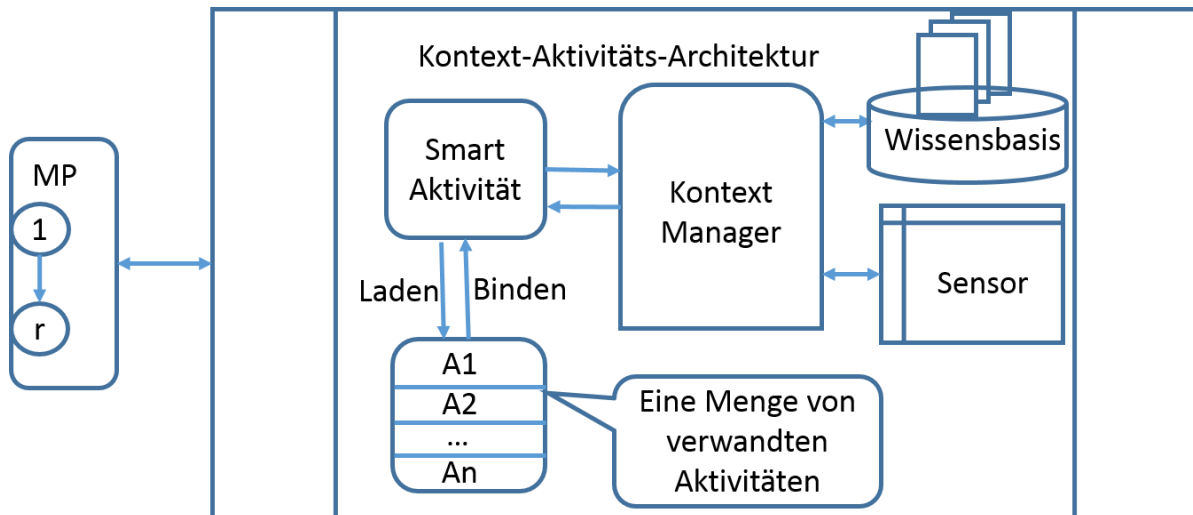 Kontext-Aktivitäts-Architektur
MP
1
r
Smart
Aktivität
Kontext
Manager
Wissensbasis
Sensor
Laden
Binden
A1
A2
...
An
Eine Menge von
verwandten
Aktivitäten